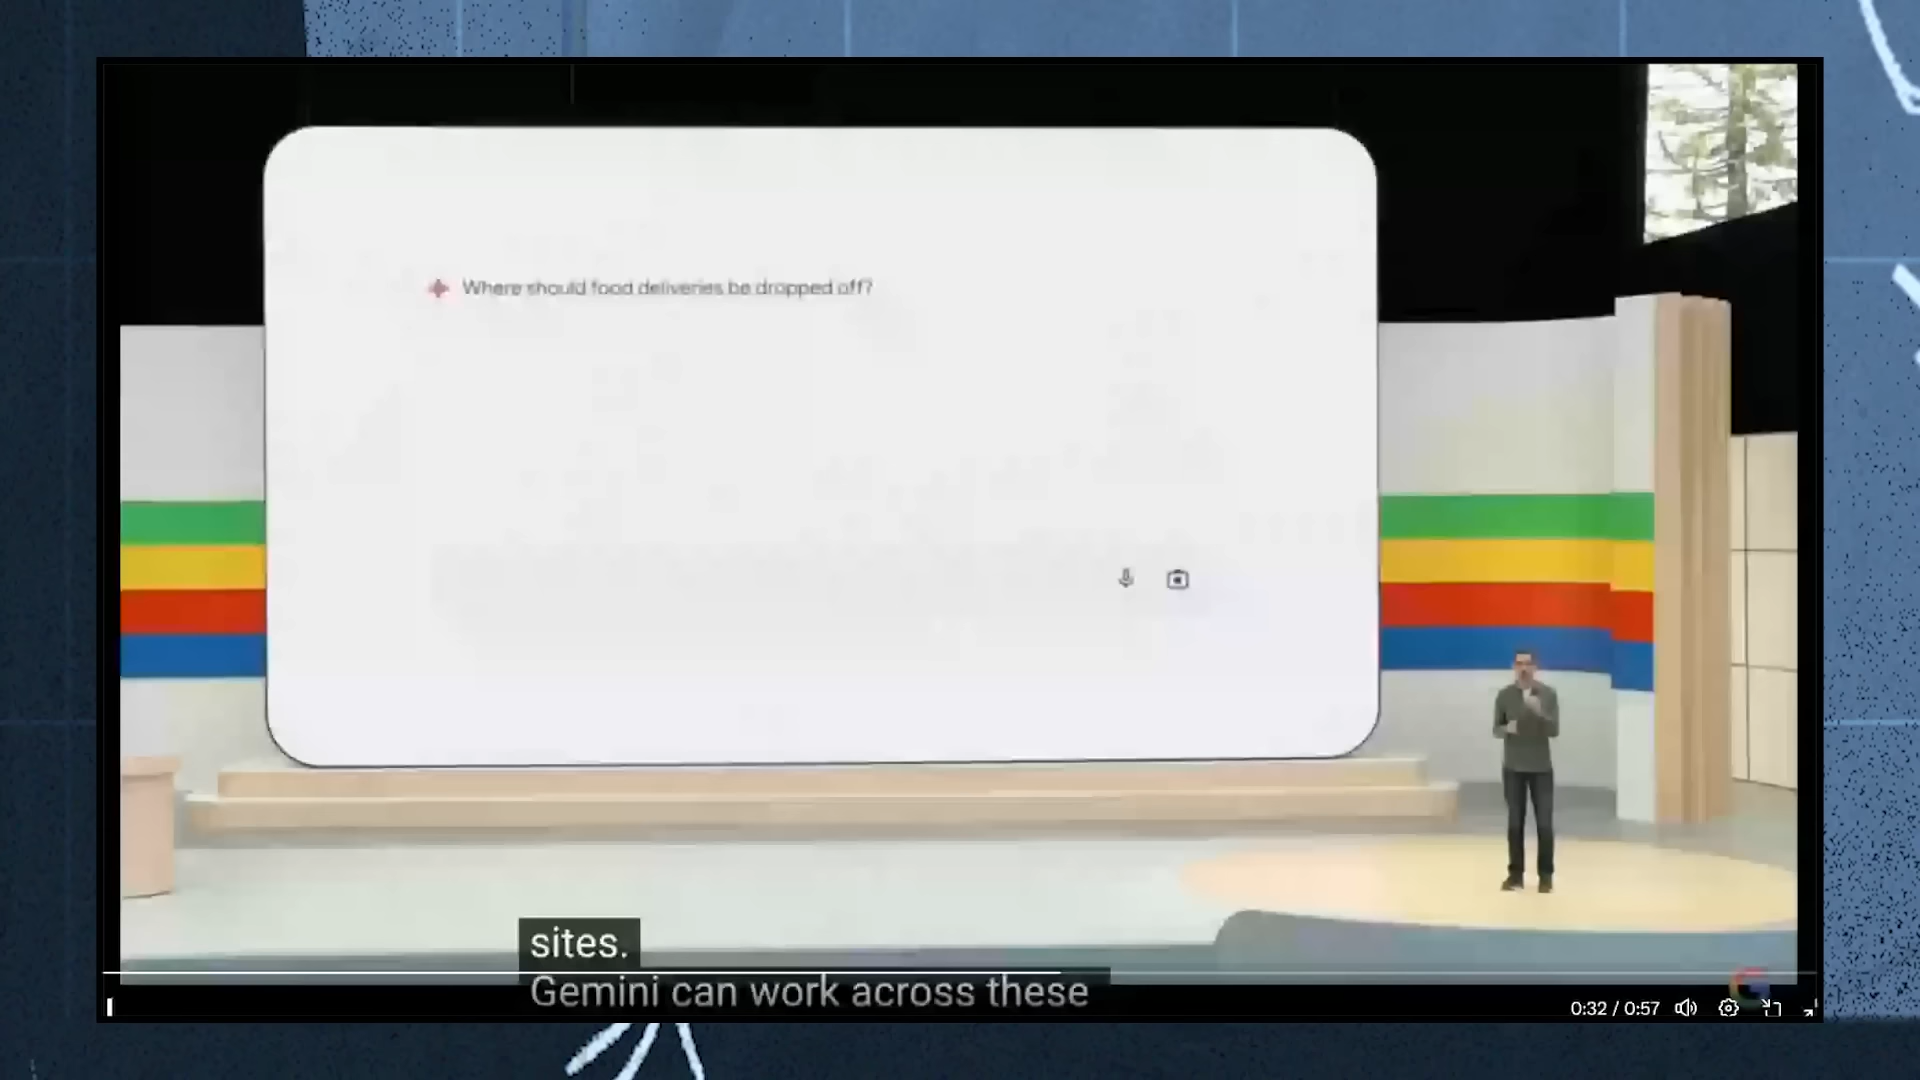 Where should food deliveries be dropped off?
sites.
Gemini can work across these
0:32 / 0:57